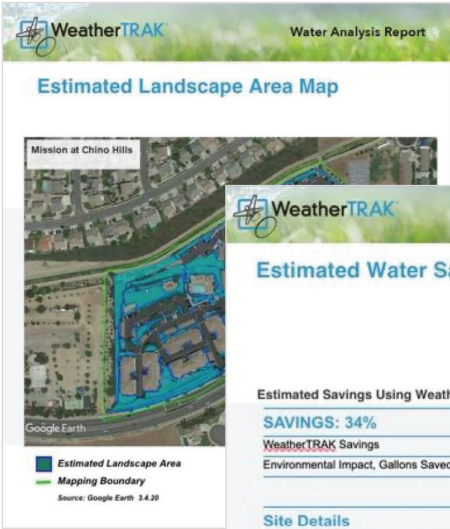 WeatherTRAK
Water Analysis Report
Estimated Landscape Area Map
Mission at Chino Hills
Google Earth
Estimated Landscape Area
Mapping Boundary
Source: Google Earth 3.4.20
WeatherTRAK
Estimated Water Sa
Estimated Savings Using Weath
SAVINGS: 34%
WeatherTRAK Savings
Environmental Impact, Gallons Saved
Site Details